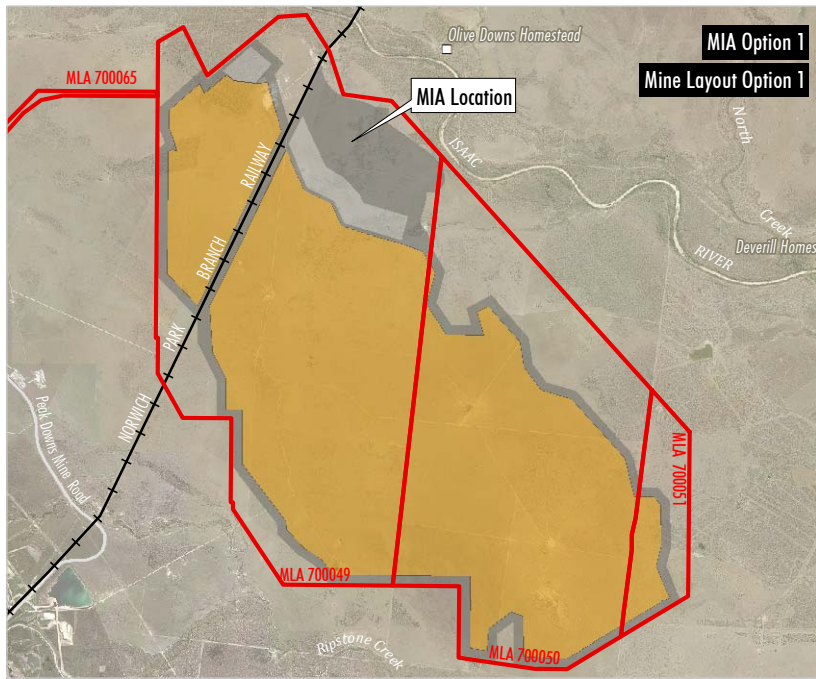 Olive Downs Homestead
MIA Option 1
Mine Layout Option 1
MLA 700065
MIA Location
North
Creek
ISAAC
RIVER
Deverill Homes
RAILWAY
BRANCH
PARK
NORWICH
Peak Downs Mine Road
MLA 700051
MLA 700049
MLA 700050
Ripstone Creek